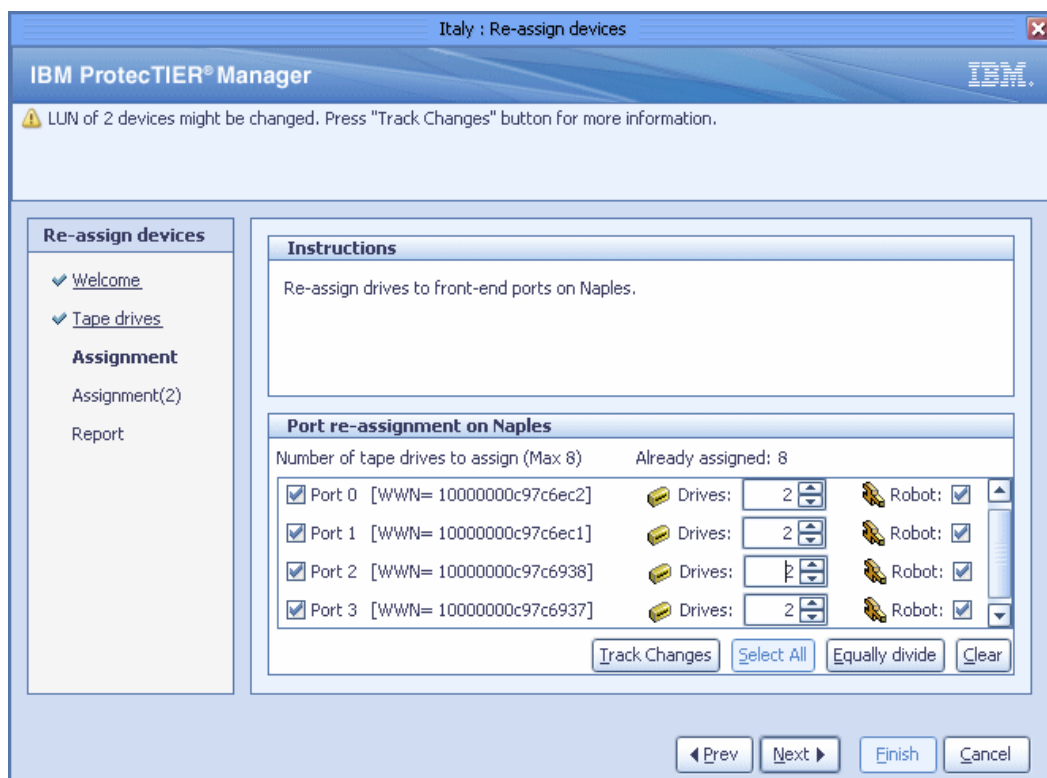 Italy : Re-assign devices
IBM ProtecTIER® Manager
IBM.
LUN of 2 devices might be changed. Press "Track Changes" button for more information.
Re-assign devices
Welcome
Tape drives
Assignment
Assignment(2)
Report
Instructions
Re-assign drives to front-end ports on Naples.
Port re-assignment on Naples
Number of tape drives to assign (Max 8) Already assigned: 8
Port 0 [WWN= 10000000c97c6ec2] Drives: 2 Robot:
Port 1 [WWN= 10000000c97c6ec1] Drives: 2 Robot:
Port 2 [WWN= 10000000c97c6938] Drives: 2 Robot:
Port 3 [WWN= 10000000c97c6937] Drives: 2 Robot:
Track Changes Select All Equally divide Clear
Prev Next Finish Cancel